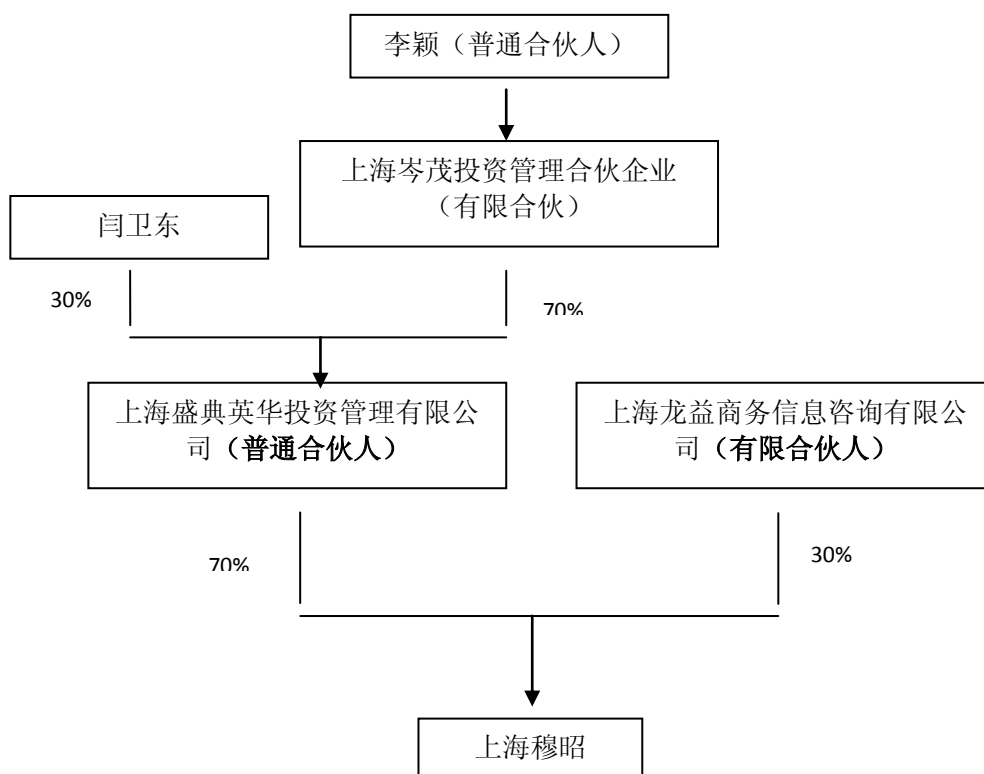 李颖（普通合伙人）
上海岑茂投资管理合伙企业
（有限合伙）
闫卫东
30%
70%
上海盛典英华投资管理有限公
司（普通合伙人）
上海龙益商务信息咨询有限公
司（有限合伙人）
70%
30%
上海穆昭